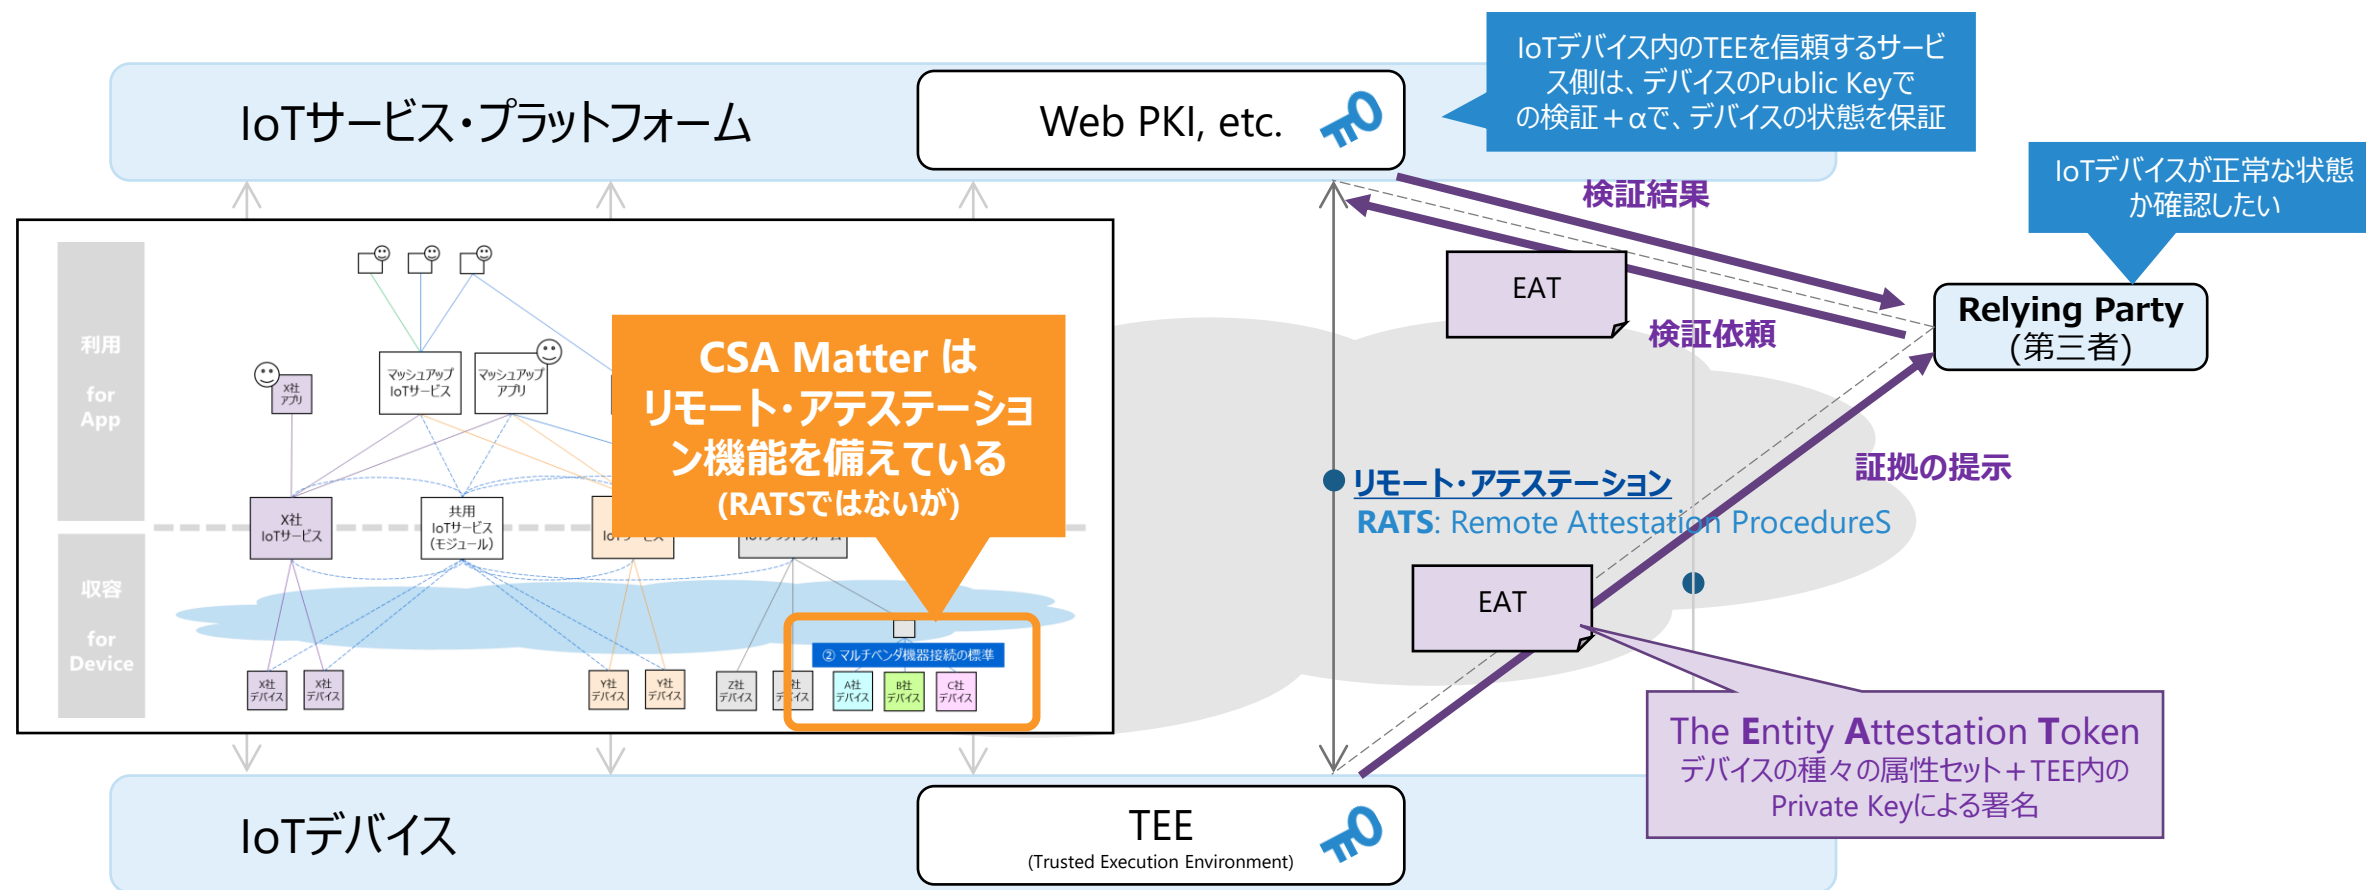 IoTサービス・プラットフォーム
Web PKI, etc.
IoTデバイス内のTEEを信頼するサービ
ス側は、デバイスのPublic Keyで
の検証＋αで、デバイスの状態を保証
IoTデバイスが正常な状態
か確認したい
検証結果
EAT
検証依頼
Relying Party
(第三者)
証拠の提示
リモート・アテステーション
RATS: Remote Attestation ProcedureS
EAT
The Entity Attestation Token
デバイスの種々の属性セット＋TEE内の
Private Keyによる署名
利用
for
App
収容
for
Device
X社
アプリ
マッシュアップ
IoTサービス
マッシュアップ
アプリ
CSA Matter は
リモート・アテステーショ
ン機能を備えている
(RATSではないが)
X社
IoTサービス
共用
IoTサービス
(モジュール)
② マルチベンダ機器接続の標準
X社
デバイス
X社
デバイス
Y社
デバイス
Y社
デバイス
Z社
デバイス
デバイス
A社
デバイス
B社
デバイス
C社
デバイス
IoTデバイス
TEE
(Trusted Execution Environment)